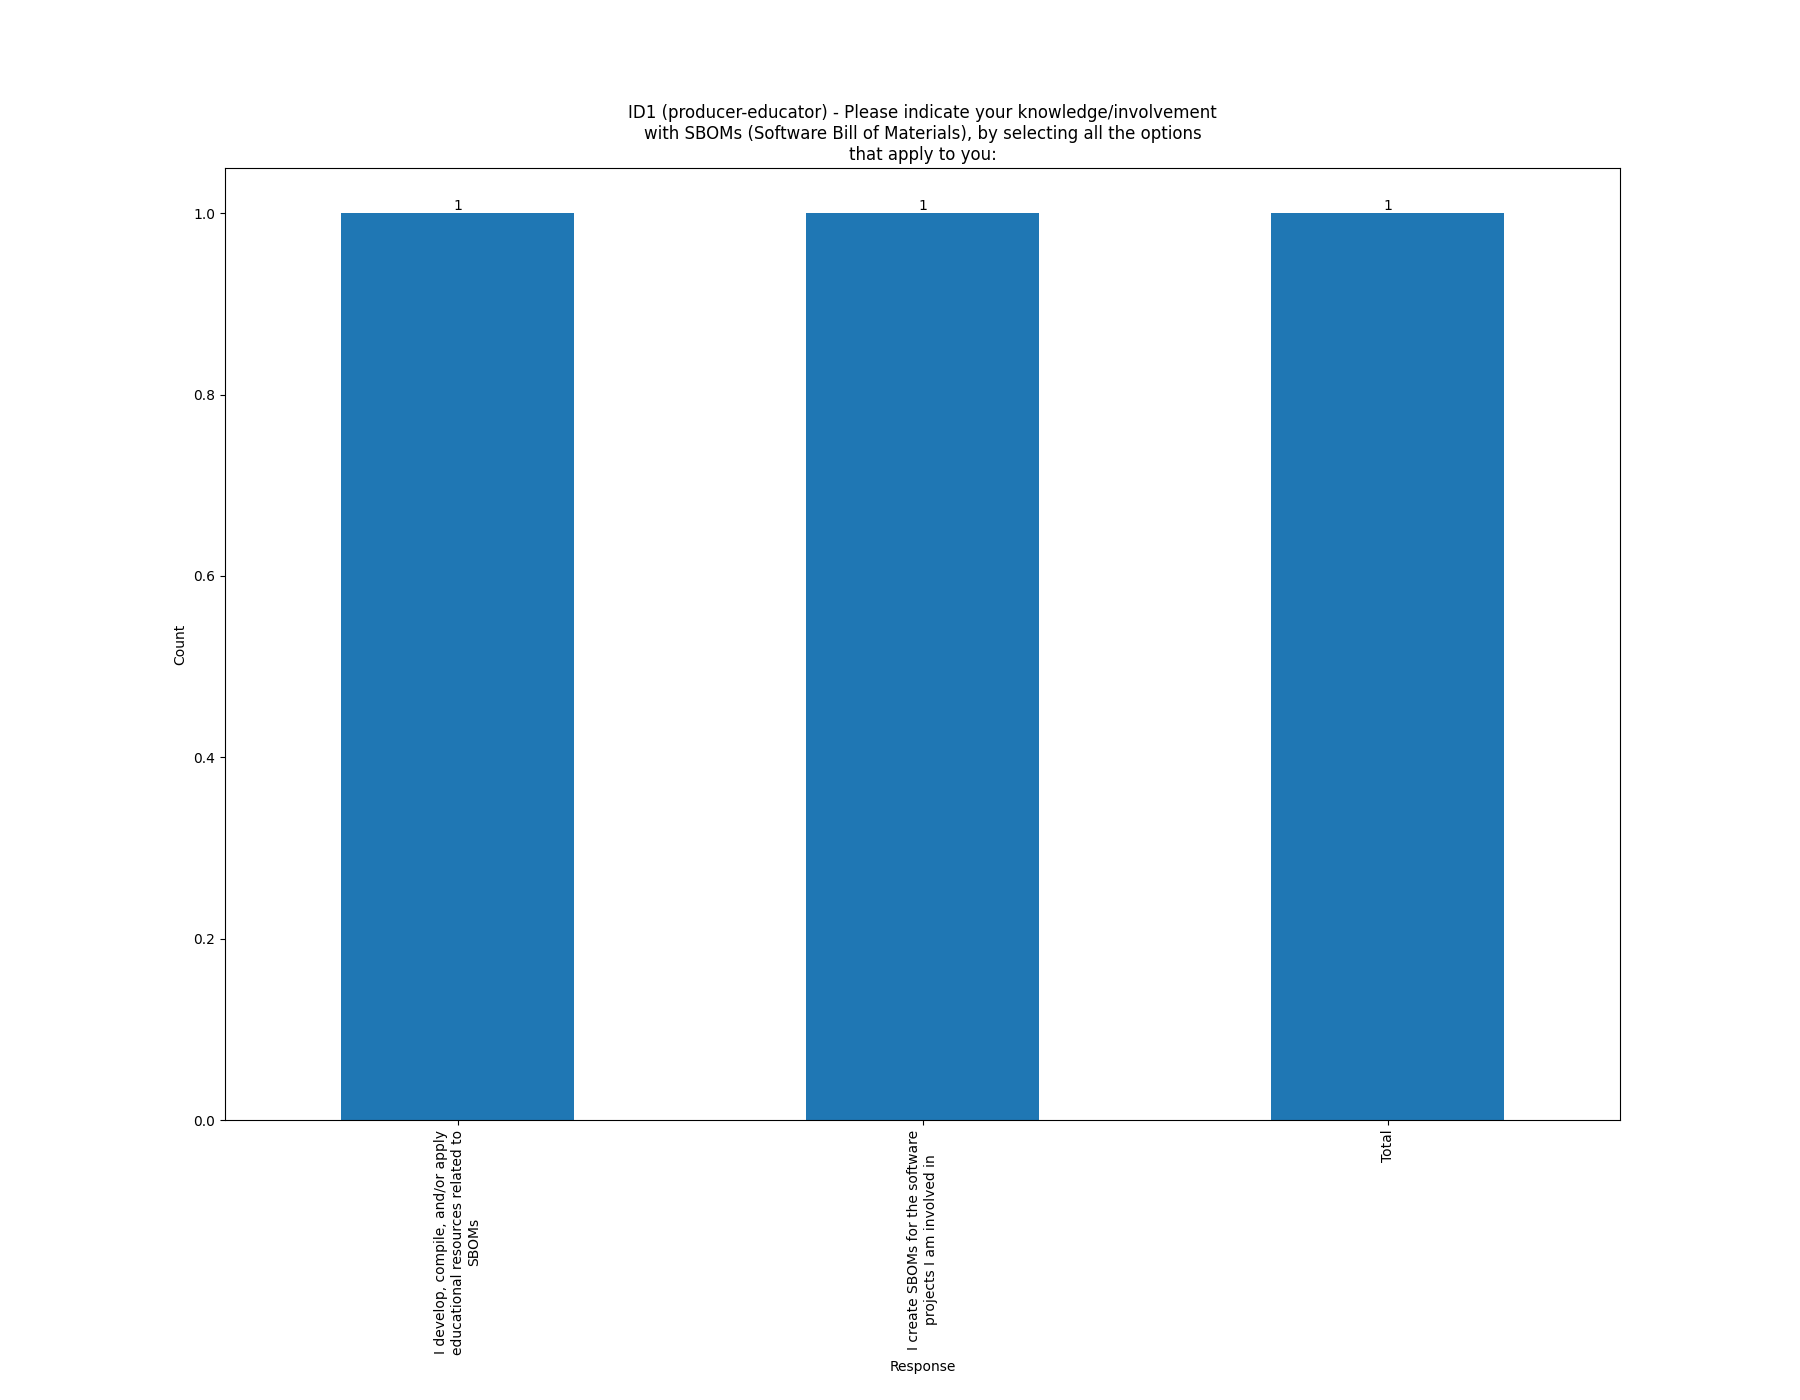 ID1 (producer-educator) - Please indicate your knowledge/involvement
with SBOMs (Software Bill of Materials), by selecting all the options
that apply to you:
1
1
1
1.0
0.8
0.6
0.4
0.2
0.0
Count
I develop, compile, and/or apply
educational resources related to
SBOMs
I create SBOMs for the software
projects I am involved in
Total
Response